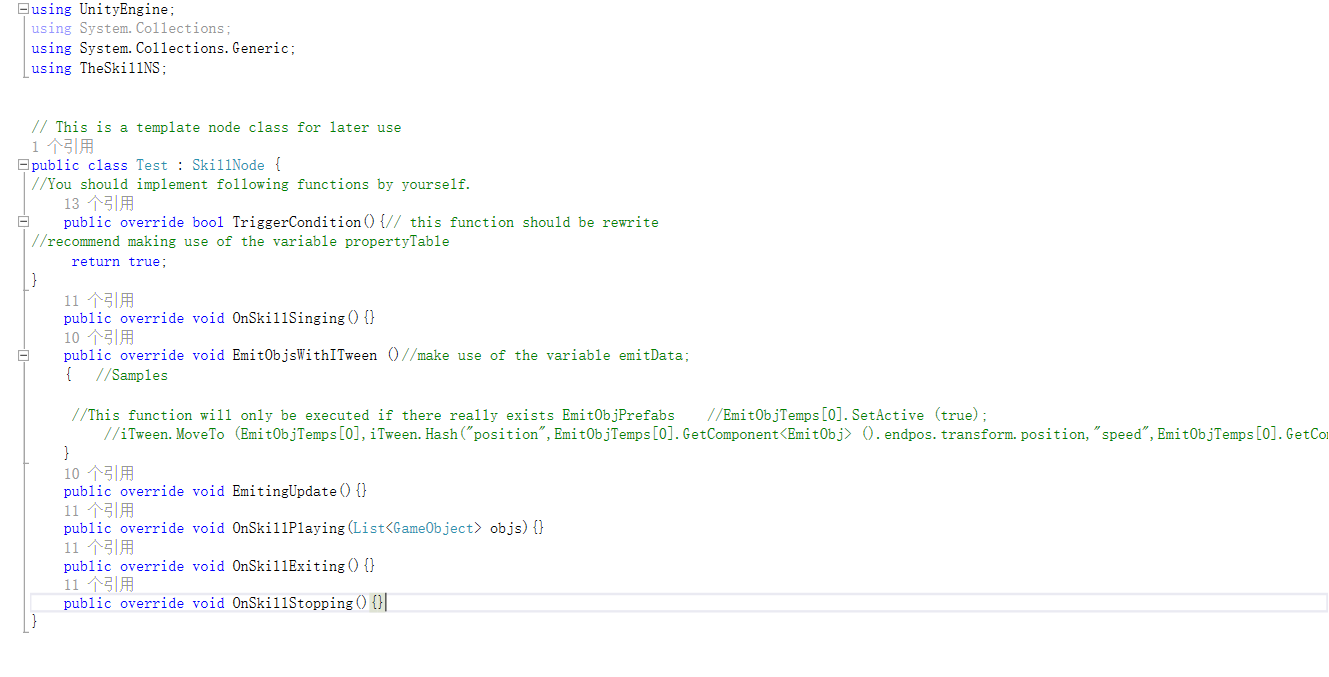 using UnityEngine;
using System.Collections;
using System.Collections.Generic;
using TheSkillNS;
// This is a template node class for later use
1 个引用
public class Test : SkillNode {
//You should implement following functions by yourself.
13 个引用
public override bool TriggerCondition(){// this function should be rewrite
//recommend making use of the variable propertyTable
return true;
}
11 个引用
public override void OnSkillSinging(){}
10 个引用
public override void EmitObjsWithITween ()//make use of the variable emitData;
{ //Samples
//This function will only be executed if there really exists EmitObjPrefabs //EmitObjTemps[0].SetActive (true);
//iTween.MoveTo (EmitObjTemps[0],iTween.Hash("position",EmitObjTemps[0].GetComponent<EmitObj> ().endpos.transform.position,"speed",EmitObjTemps[0].GetCo
}
10 个引用
public override void EmitingUpdate(){}
11 个引用
public override void OnSkillPlaying(List<GameObject> objs){}
11 个引用
public override void OnSkillExiting(){}
11 个引用
public override void OnSkillStopping(){}
}